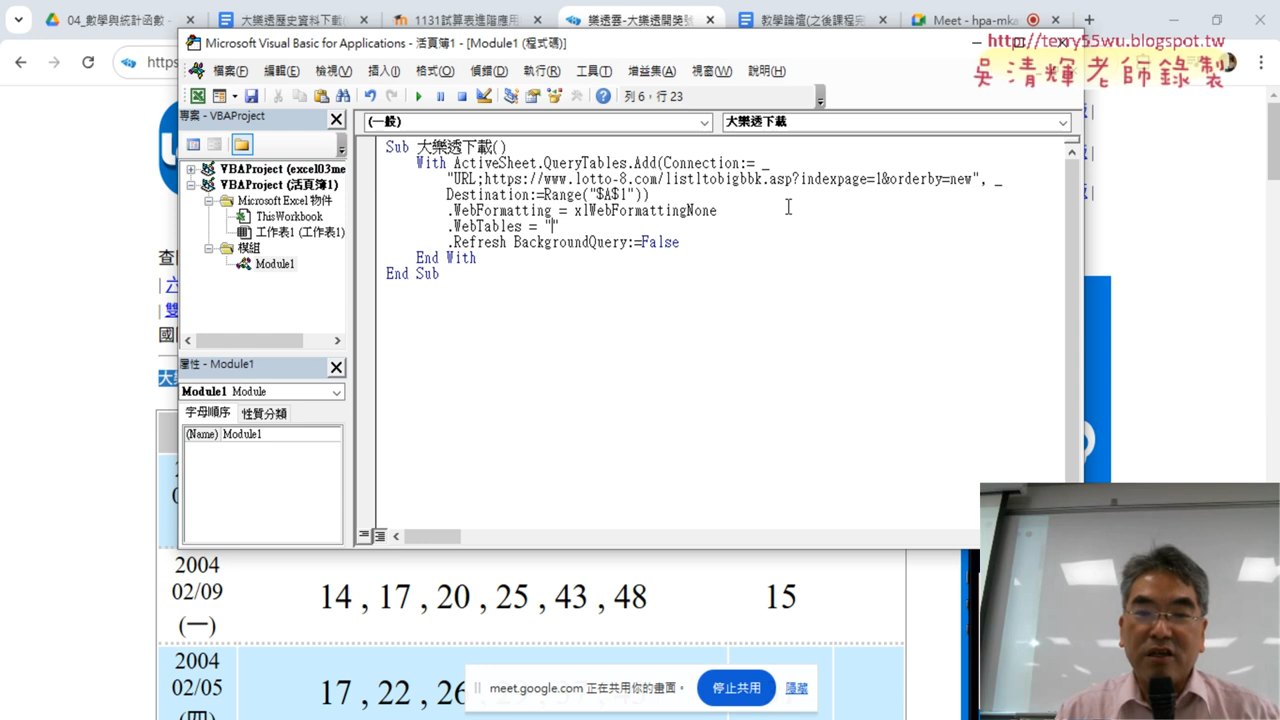 04_數學與統計函數
大樂透歷史資料下載(
1131試算表進階應用
樂透雲-大樂透開獎號
教學論壇(之後課程完
Meet - hpa-mka
Microsoft Visual Basic for Applications - 活頁簿1 - [Module1 (程式碼)]
http://terry55wu.blogspot.tw
吳清輝老師錄製
https
檔案(F) 編輯(E) 檢視(V) 插入(I) 格式(O) 偵錯(D) 執行(R) 工具(T) 增益集(A) 視窗(W) 說明(H)
列 6，行 23
專案 - VBAProject
(一般)
大樂透下載
VBAProject (excel03me
VBAProject (活頁簿1)
Microsoft Excel 物件
ThisWorkbook
工作表1 (工作表1)
模組
Module1
Sub 大樂透下載()
With ActiveSheet.QueryTables.Add(Connection:= _
"URL;https://www.lotto-8.com/listltobigbbk.asp?indexpage=1&orderby=new", _
Destination:=Range("$A$1"))
.WebFormatting = xlWebFormattingNone
.WebTables = ""
.Refresh BackgroundQuery:=False
End With
End Sub
屬性 - Module1
Module1 Module
字母順序 性質分類
(Name) Module1
查
六
雙
國
大
2004
02/09
(一)
14 , 17 , 20 , 25 , 43 , 48
15
2004
02/05
(四)
17 , 22 , 26
meet.google.com 正在共用你的畫面。
停止共用
隱藏